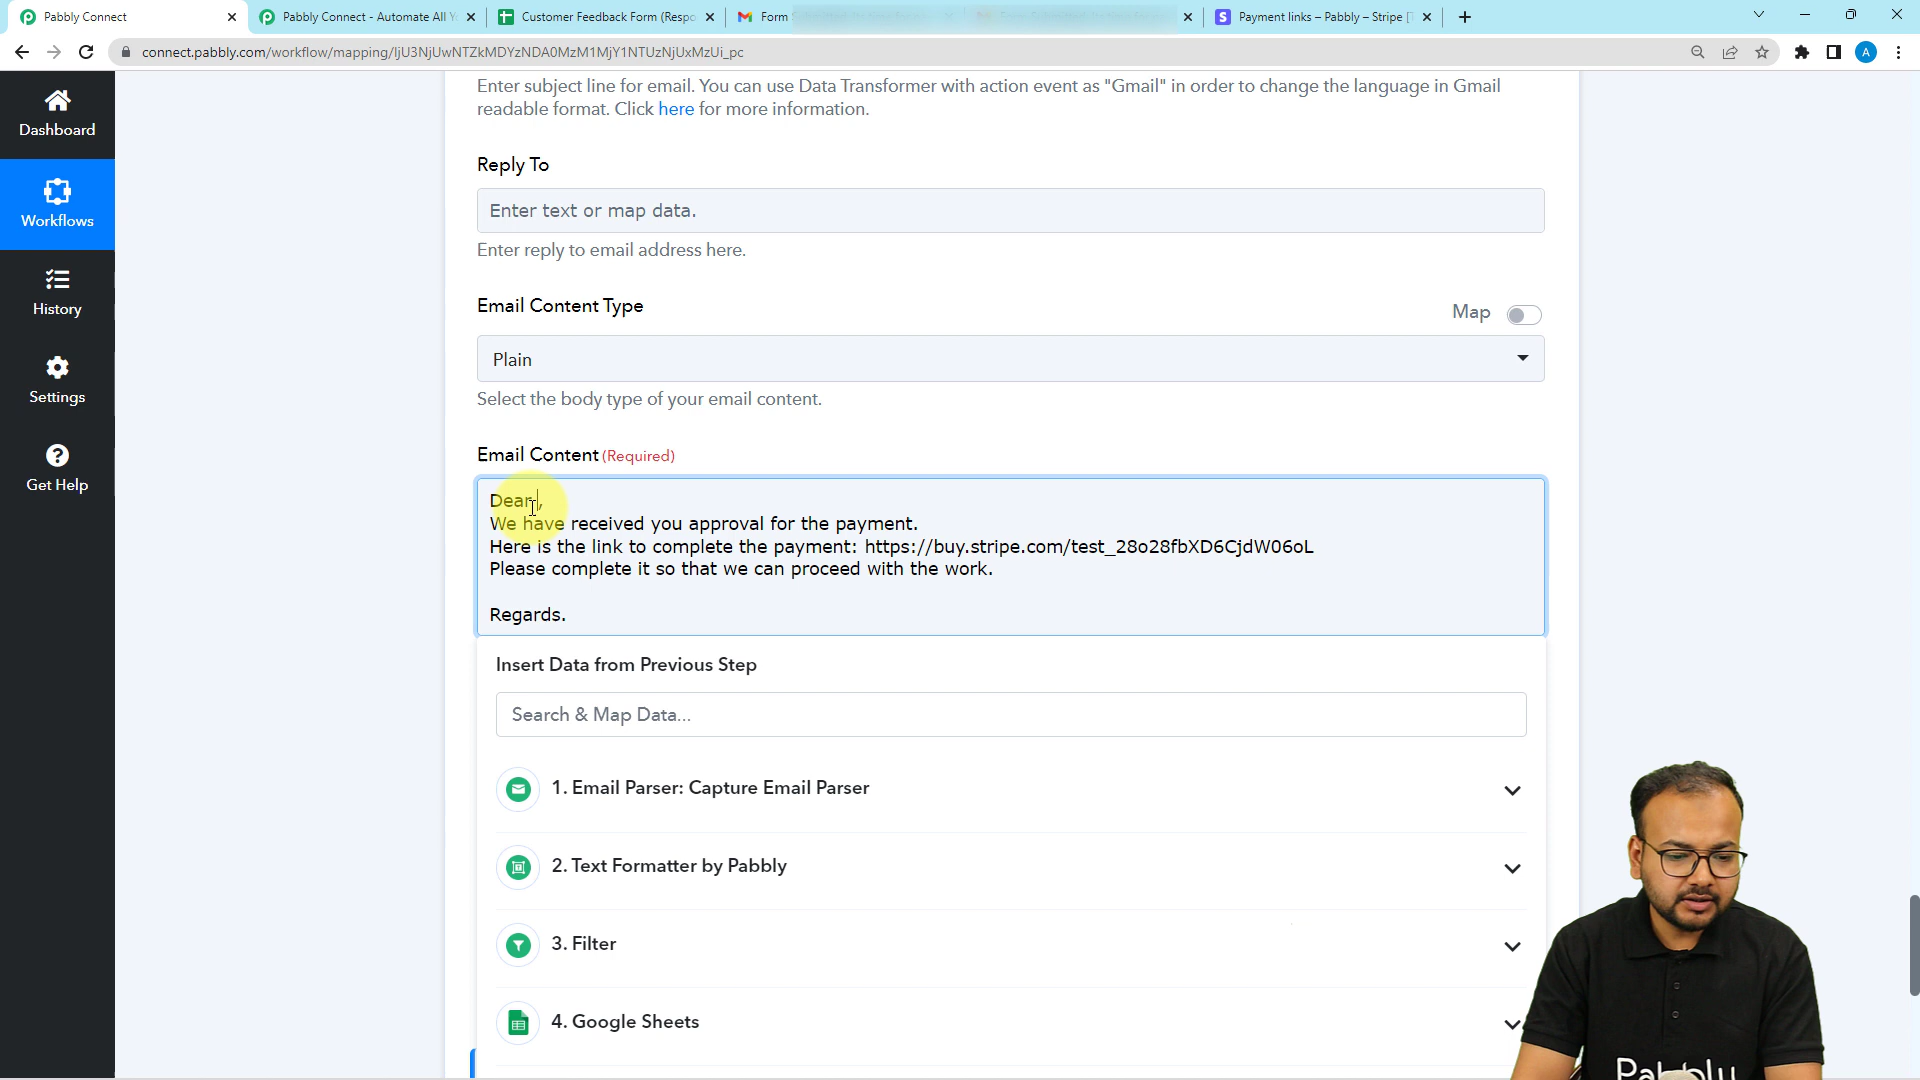 Pabbly Connect
Pabbly Connect - Automate All Y
Customer Feedback Form (Respo
Form
Payment links – Pabbly – Stripe [T
connect.pabbly.com/workflow/mapping/IjU3NjUwNTZkMDYzNDA0MzM1MjY1NTUzNjUxMzUi_pc
A
Enter subject line for email. You can use Data Transformer with action event as "Gmail" in order to change the language in Gmail
readable format. Click here for more information.
Dashboard
Workflows
History
Settings
Get Help
Reply To
Enter text or map data.
Enter reply to email address here.
Email Content Type
Map
Plain
Select the body type of your email content.
Email Content (Required)
Dear ,
We have received you approval for the payment.
Here is the link to complete the payment: https://buy.stripe.com/test_28o28fbXD6CjdW06oL
Please complete it so that we can proceed with the work.
Regards.
Insert Data from Previous Step
Search & Map Data...
1. Email Parser: Capture Email Parser
2. Text Formatter by Pabbly
3. Filter
4. Google Sheets
Pabbly